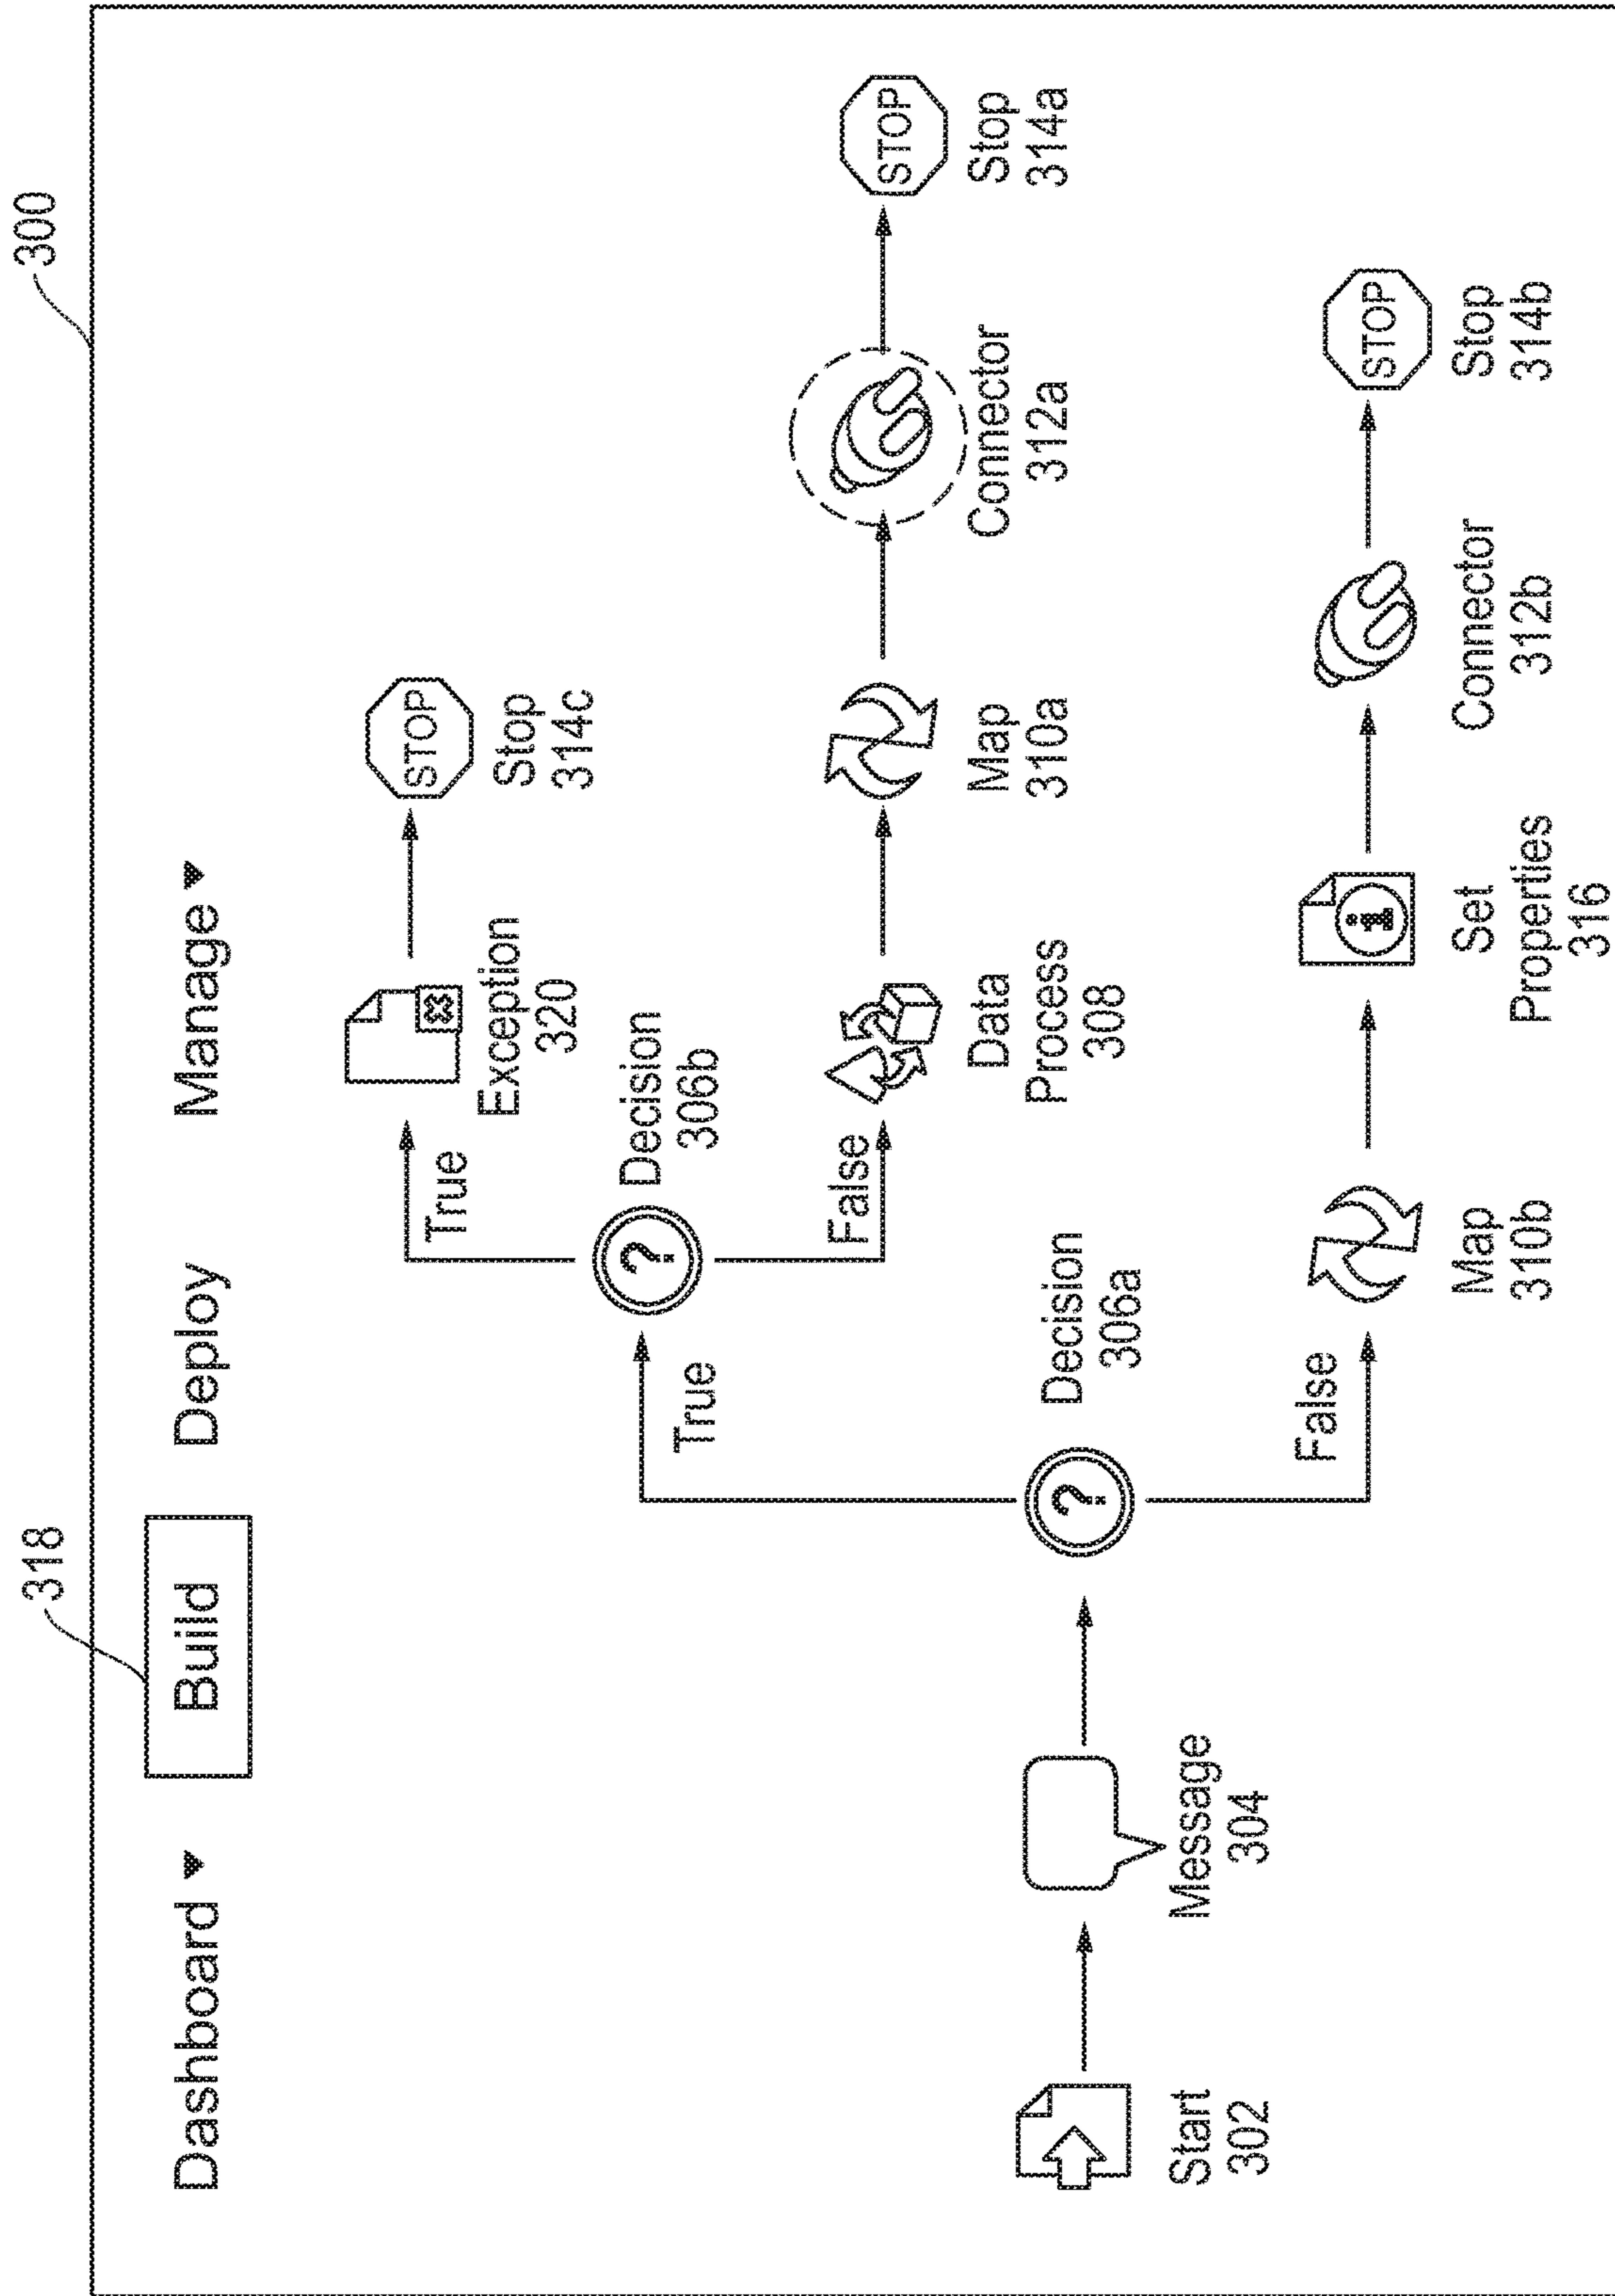 300
318
Dashboard ▼
Build
Deploy
Manage ▼
STOP
Exception
320
Stop
314c
True
Decision
306b
True
False
STOP
Data
Process
308
Map
310a
Connector
312a
Stop
314a
Decision
306a
Start
302
Message
304
False
STOP
Map
310b
Set
Properties
316
Connector
312b
Stop
314b